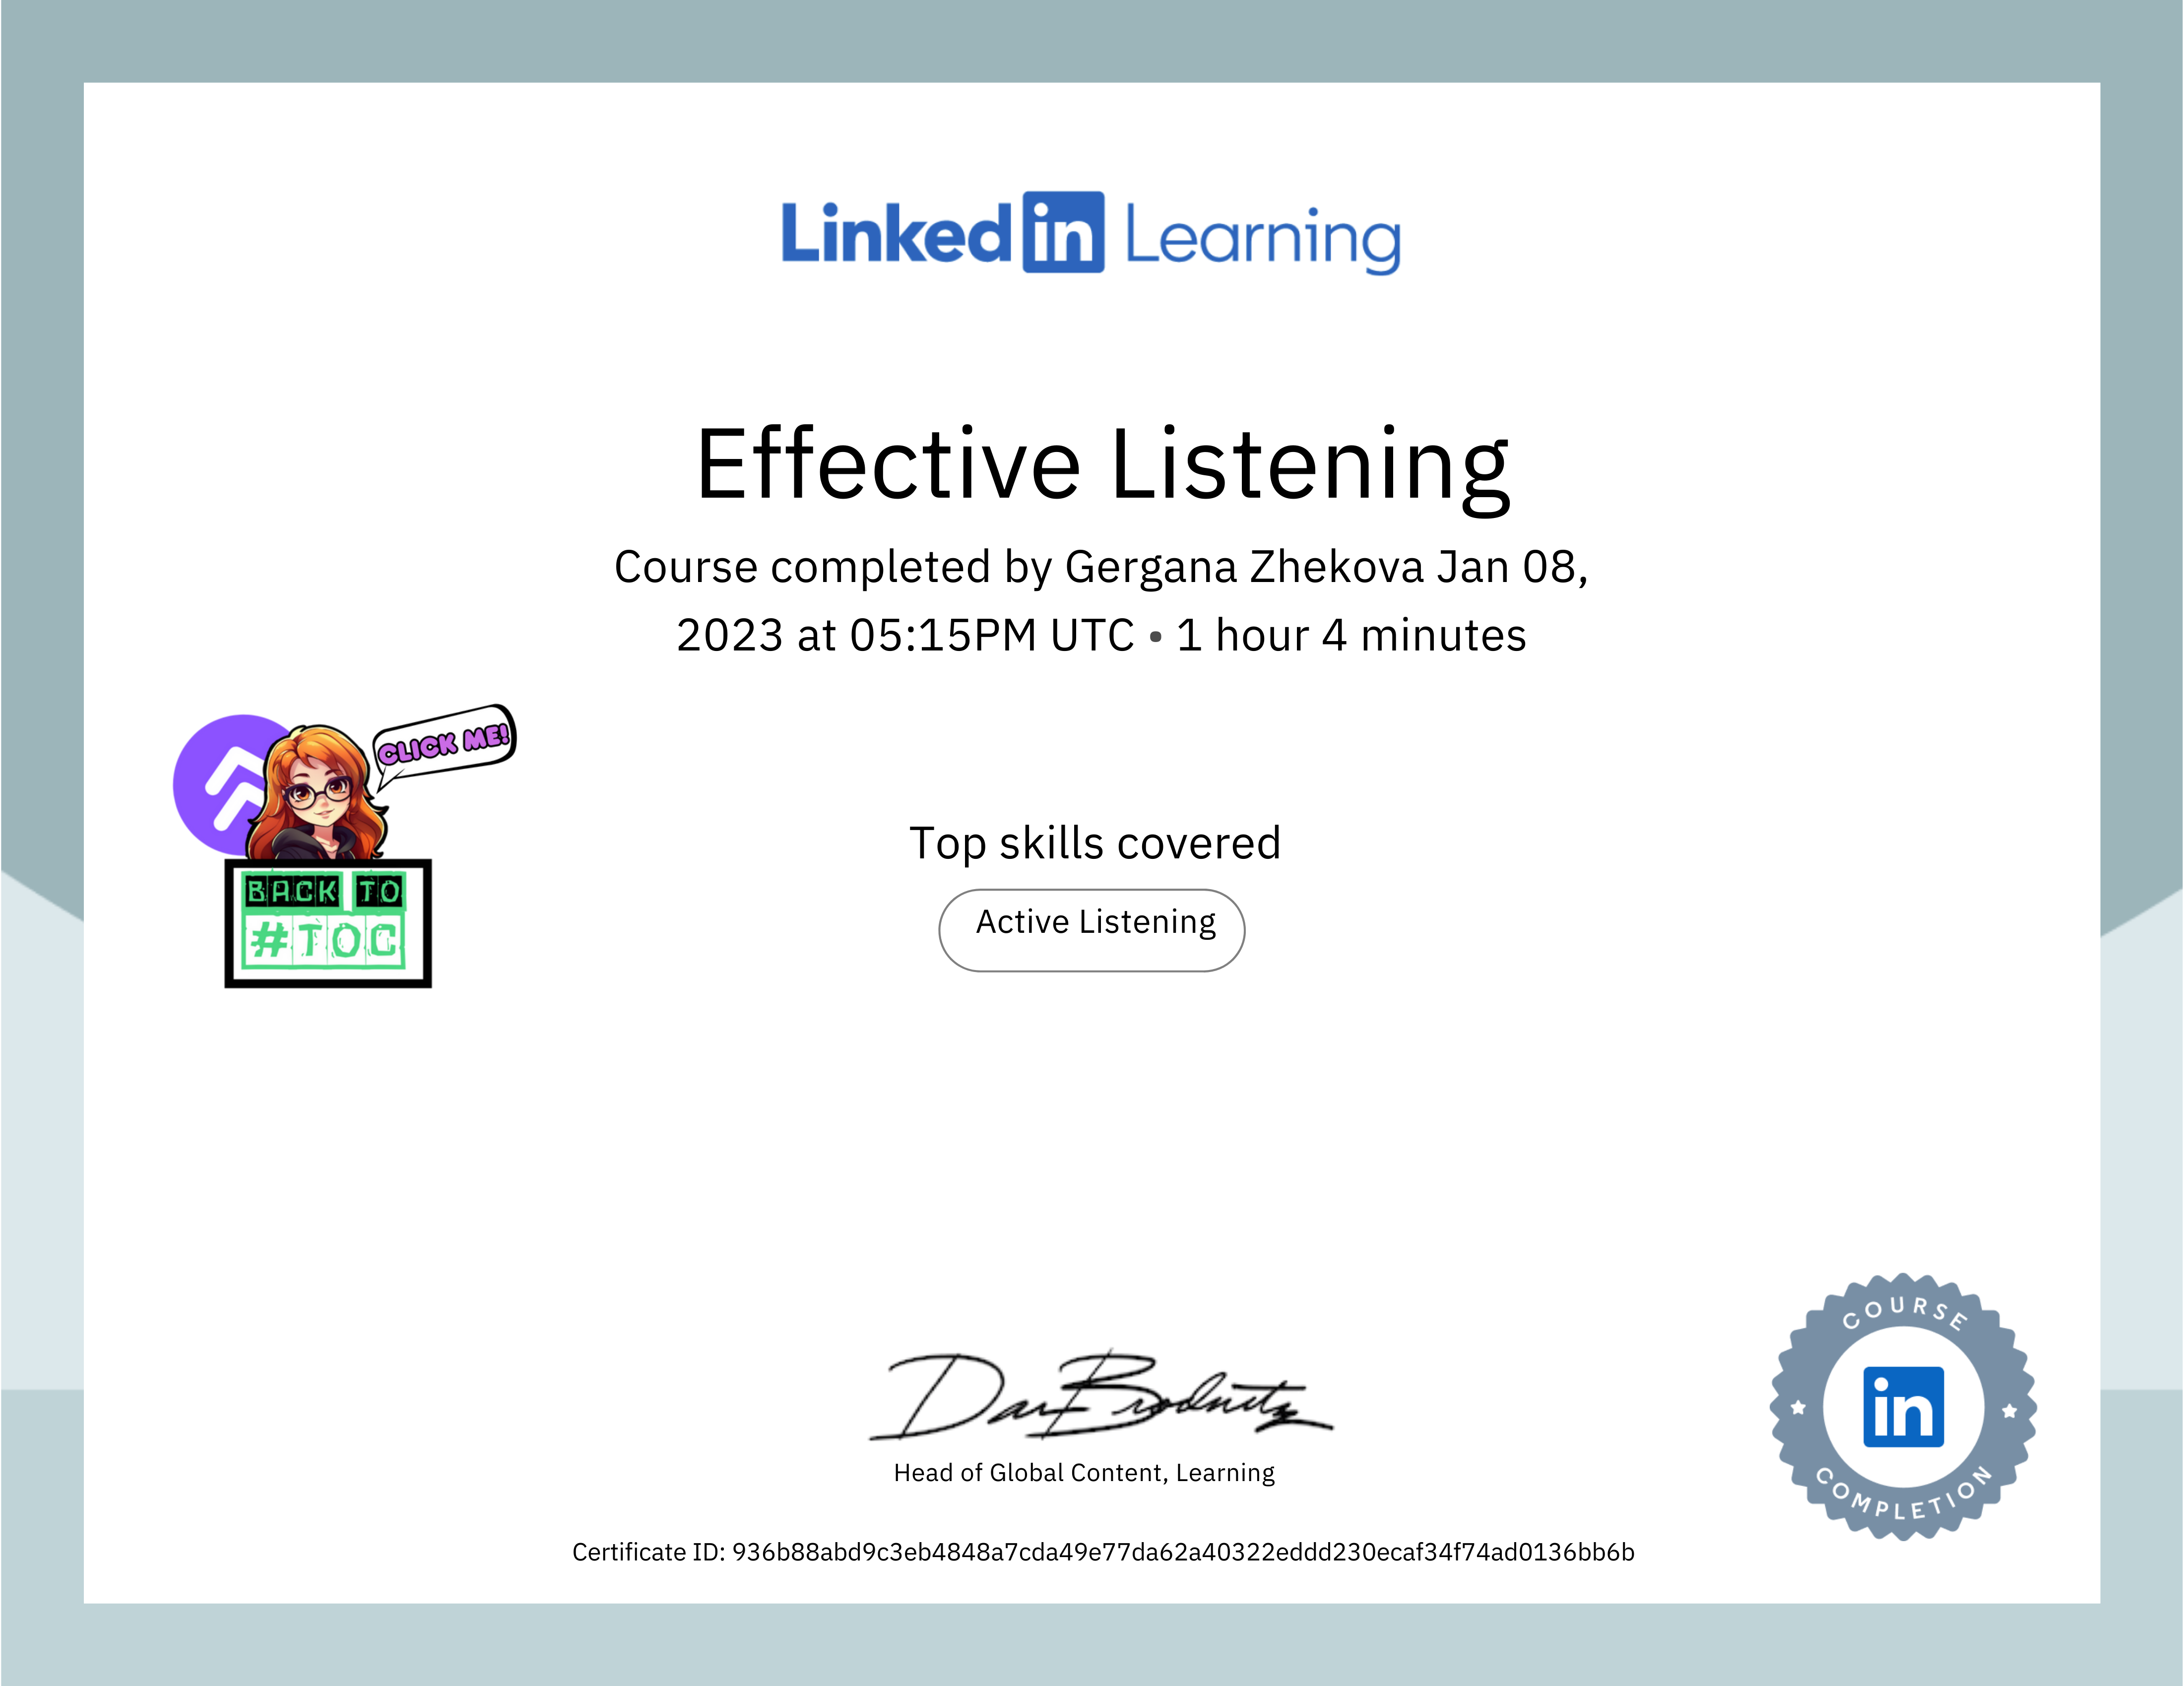 Linked in Learning
Effective Listening
Course completed by Gergana Zhekova Jan 08,
2023 at 05:15PM UTC • 1 hour 4 minutes
CLICK ME!
BACK TO
#TOC
Top skills covered
Active Listening
Dan Brodnitz
Head of Global Content, Learning
Certificate ID: 936b88abd9c3eb4848a7cda49e77da62a40322eddd230ecaf34f74ad0136bb6b
COURSE
in
COMPLETION